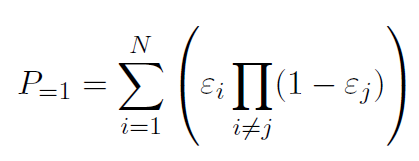 P_{=1} = \sum_{i=1}^{N} \left( \varepsilon_i \prod_{i \neq j} (1 - \varepsilon_j) \right)